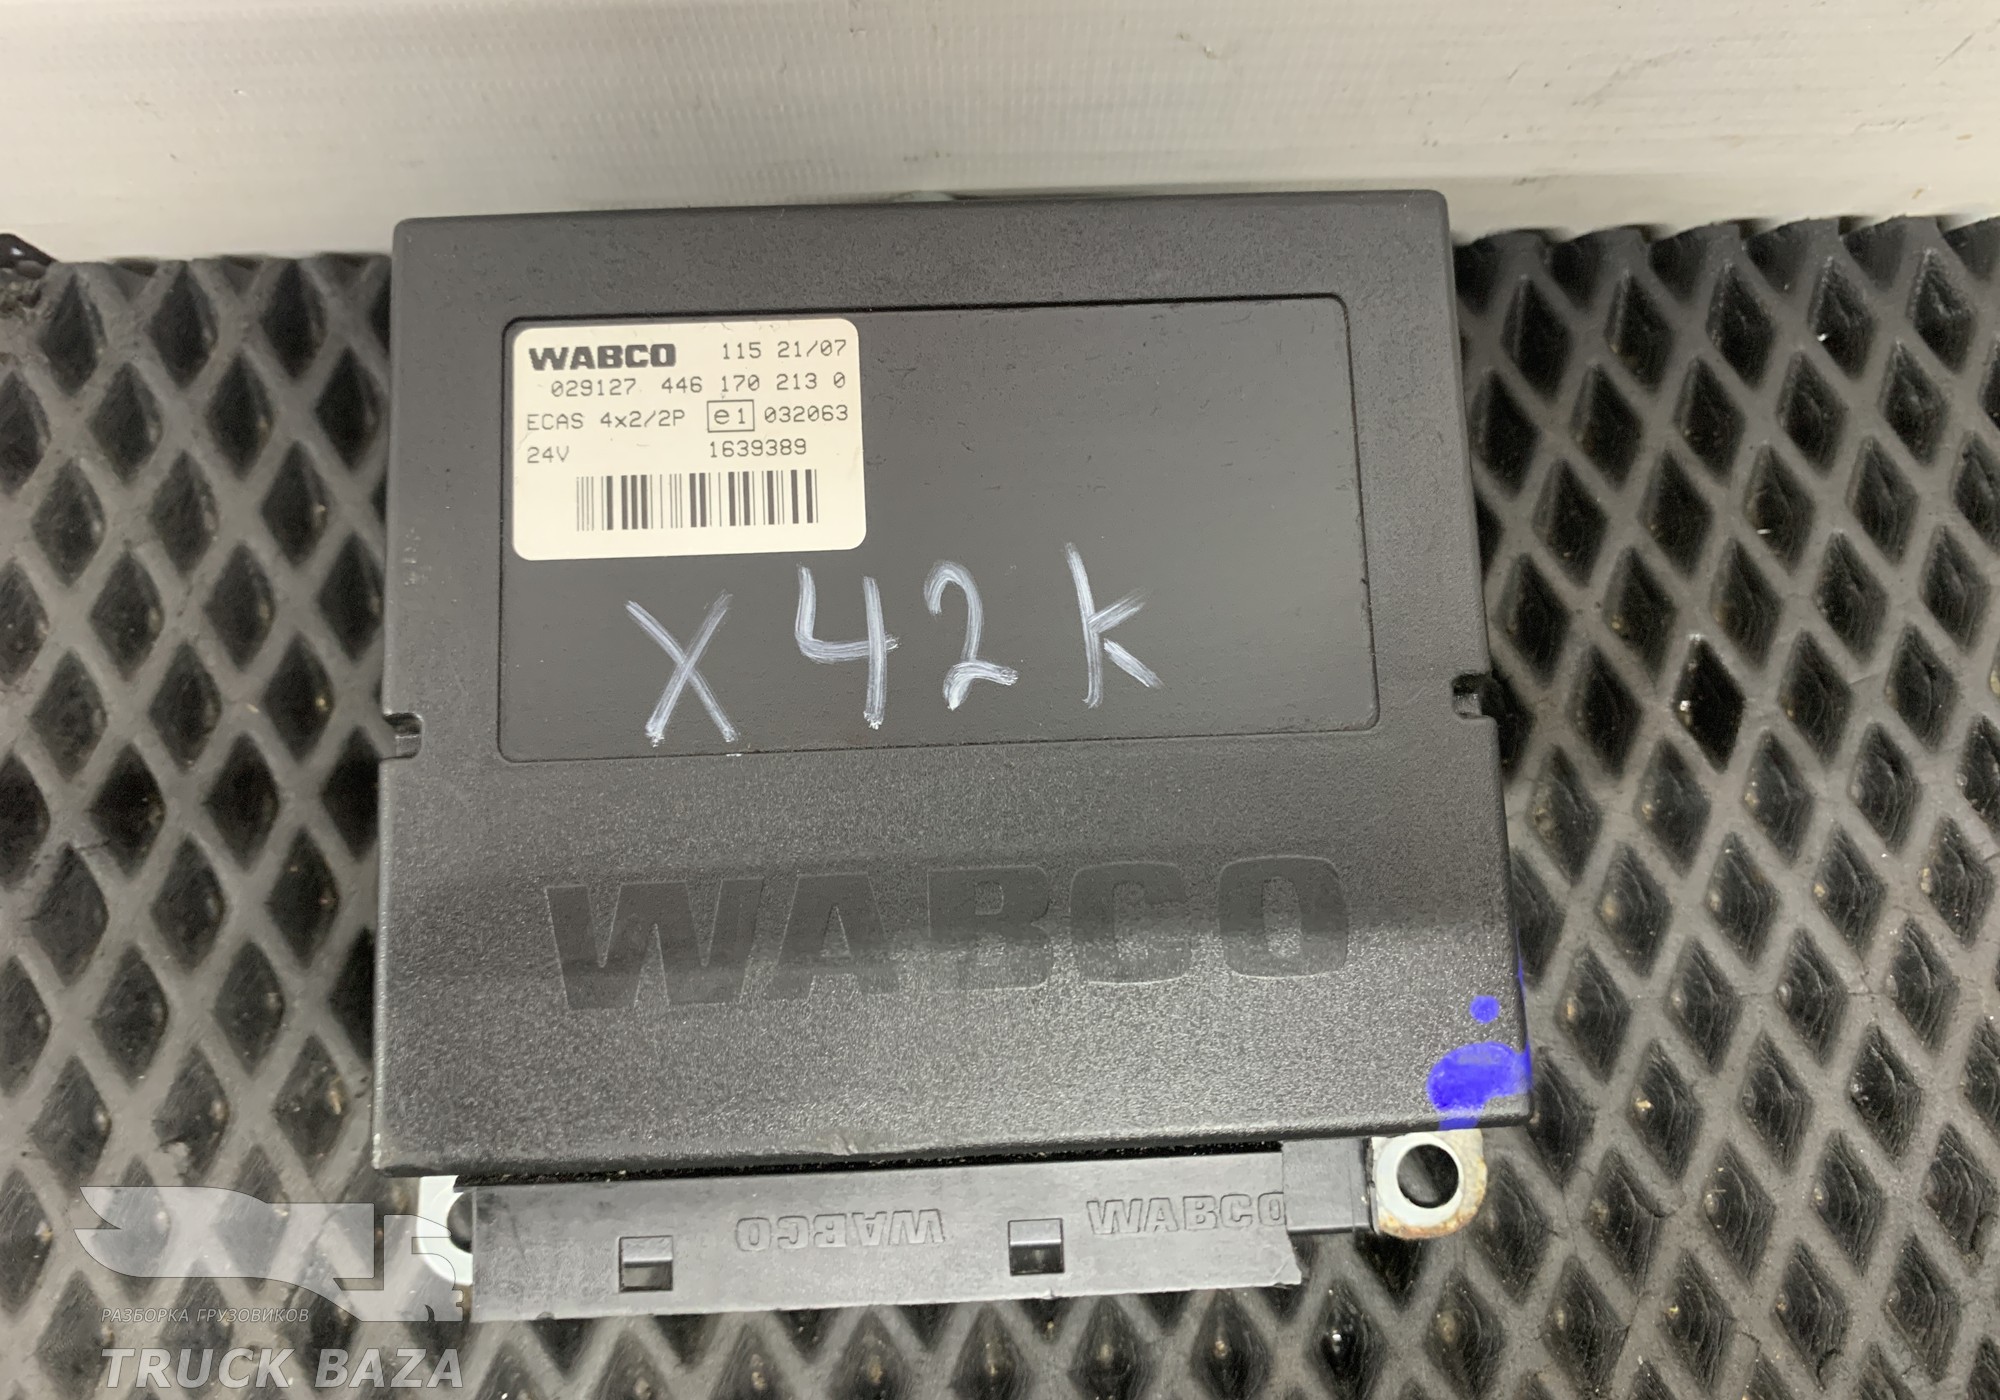 WABCO 115 21/07
029127 446 170 213 0
ECAS 4x2/2P e1 032063
24V 1639389
X 42 K
WABCO
WABCO WABCO
РАЗБОРКА ГРУЗОВИКОВ
TRUCK BAZA